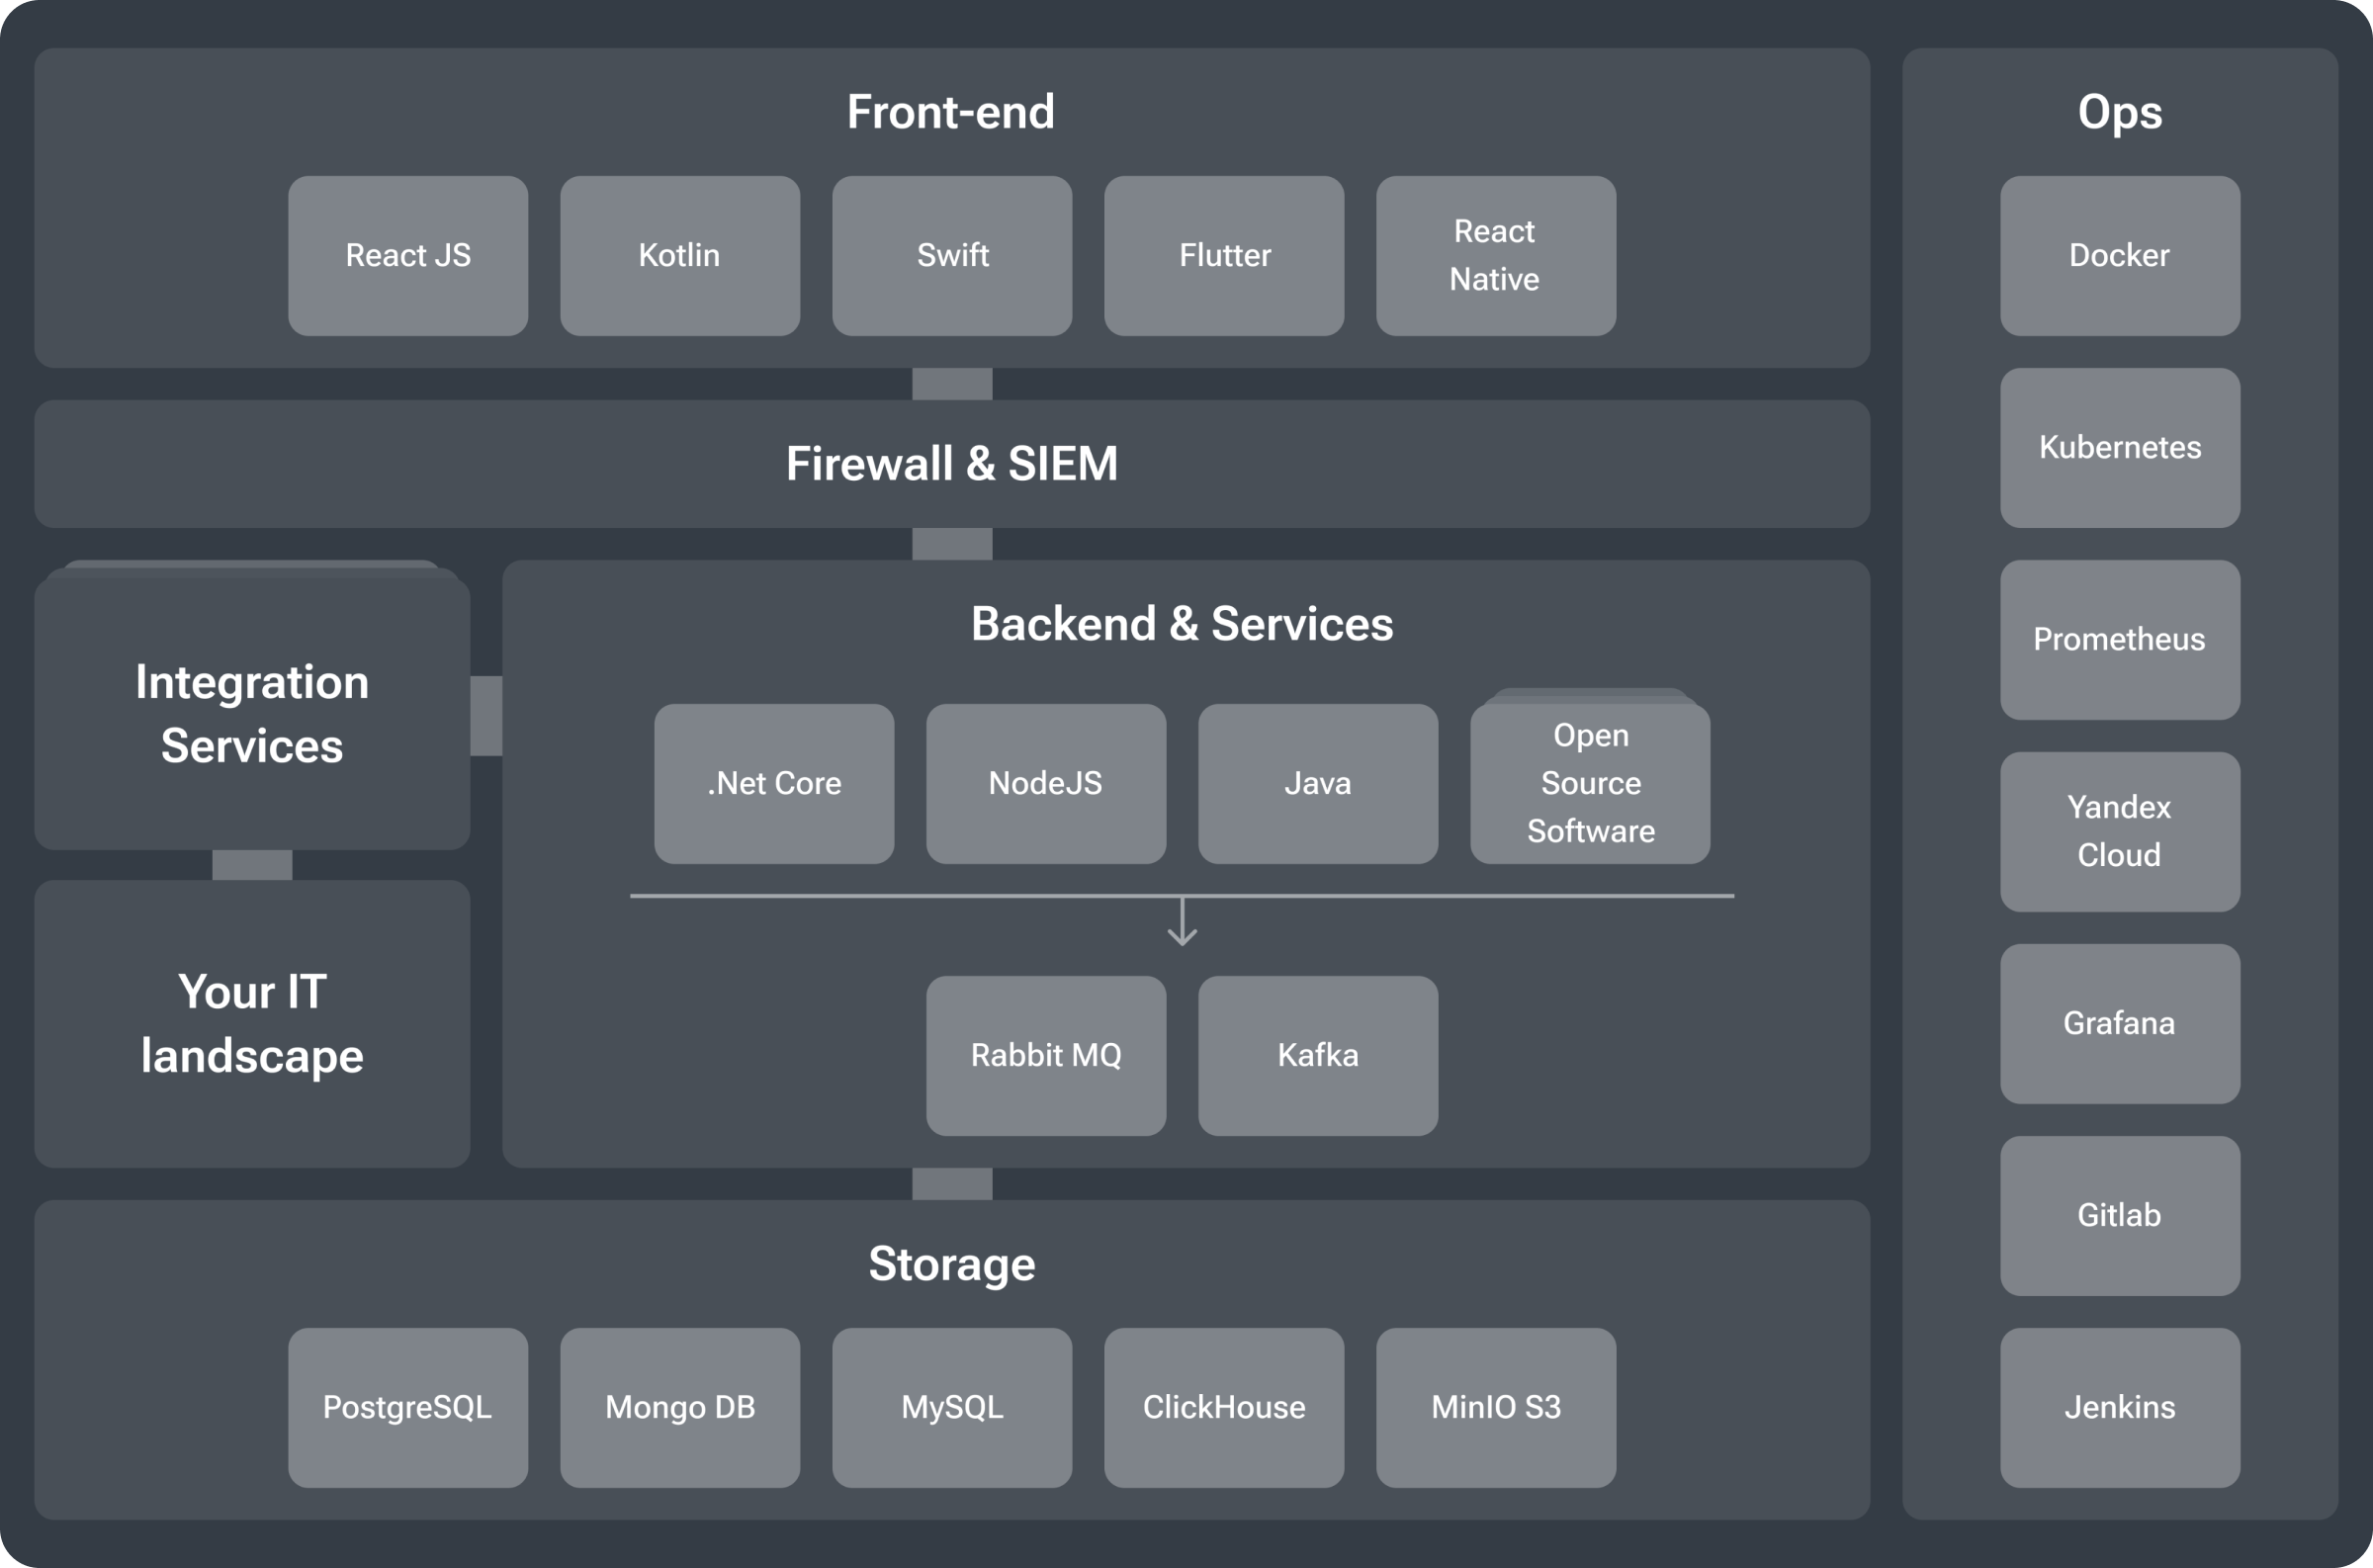 Front-end
React JS
Kotlin
Swift
Flutter
React
Native
Firewall & SIEM
Integration
Services
Your IT
landscape
Backend & Services
.Net Core
NodeJS
Java
Open
Source
Software
Rabbit MQ
Kafka
Storage
PostgreSQL
Mongo DB
MySQL
ClickHouse
MinIO S3
Ops
Docker
Kubernetes
Prometheus
Yandex
Cloud
Grafana
Gitlab
Jenkins